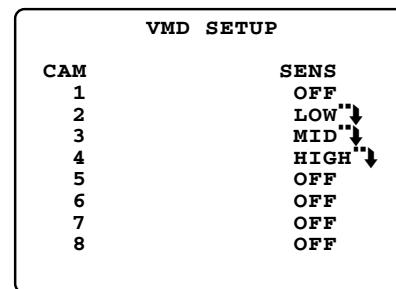 VMD SETUP
CAM SENS
1 OFF
2 LOW
3 MID
4 HIGH
5 OFF
6 OFF
7 OFF
8 OFF